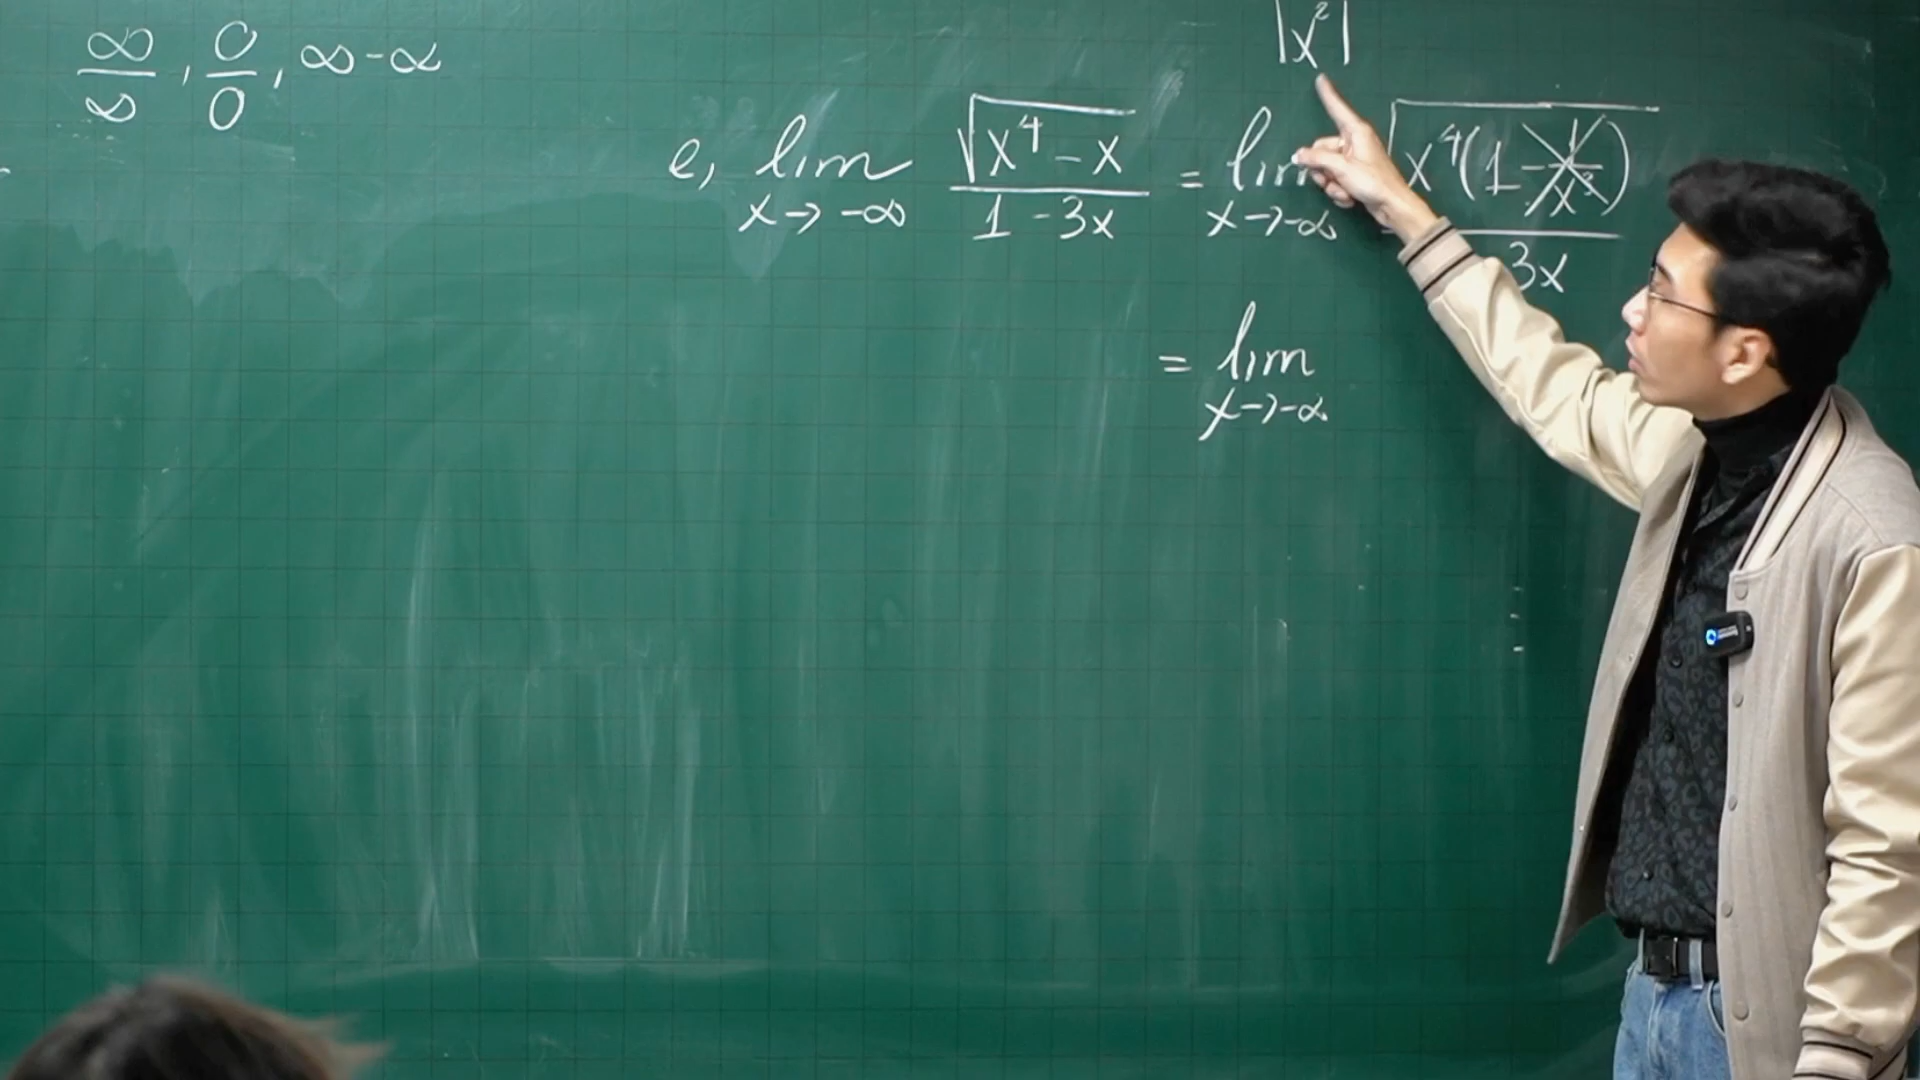 ∞/∞, 0/0, ∞-∞
|x²|
e, lim x→-∞ √(x⁴-x)/(1-3x) = lim x→-∞ √(x⁴(1-1/x³))/3x
= lim x→-∞